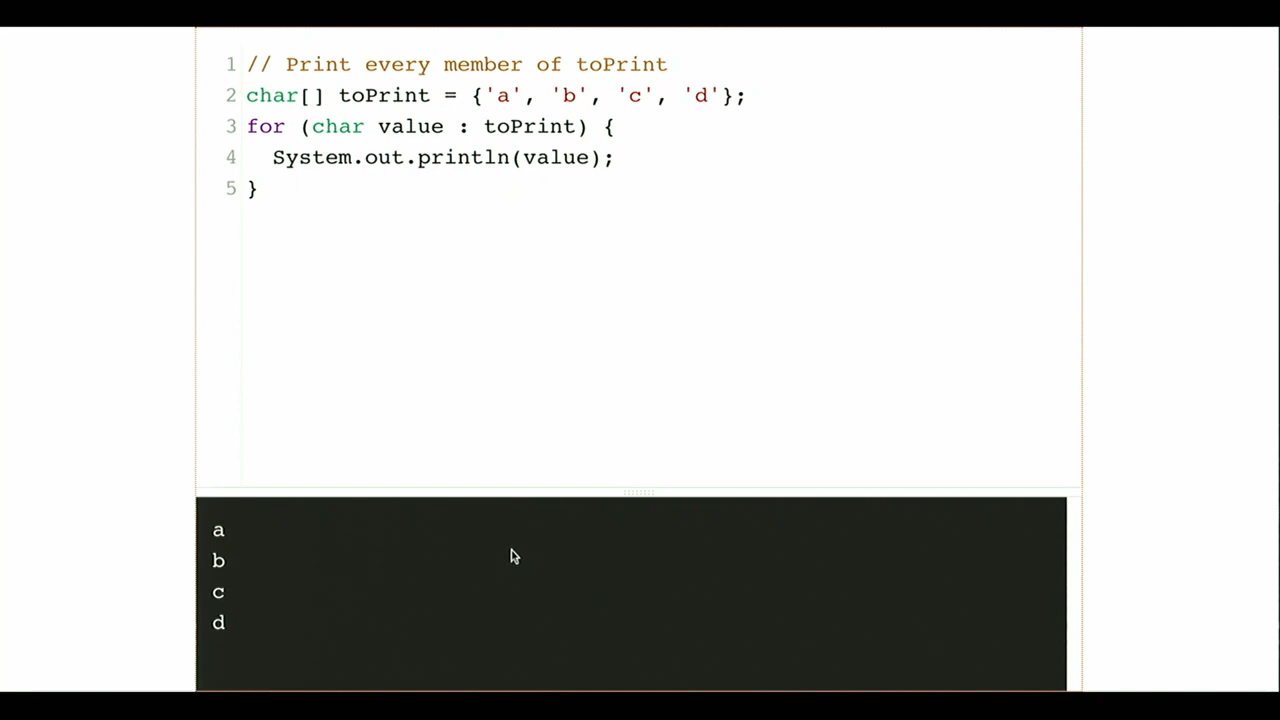 1 // Print every member of toPrint
2 char[] toPrint = {'a', 'b', 'c', 'd'};
3 for (char value : toPrint) {
4   System.out.println(value);
5 }
a
b
c
d